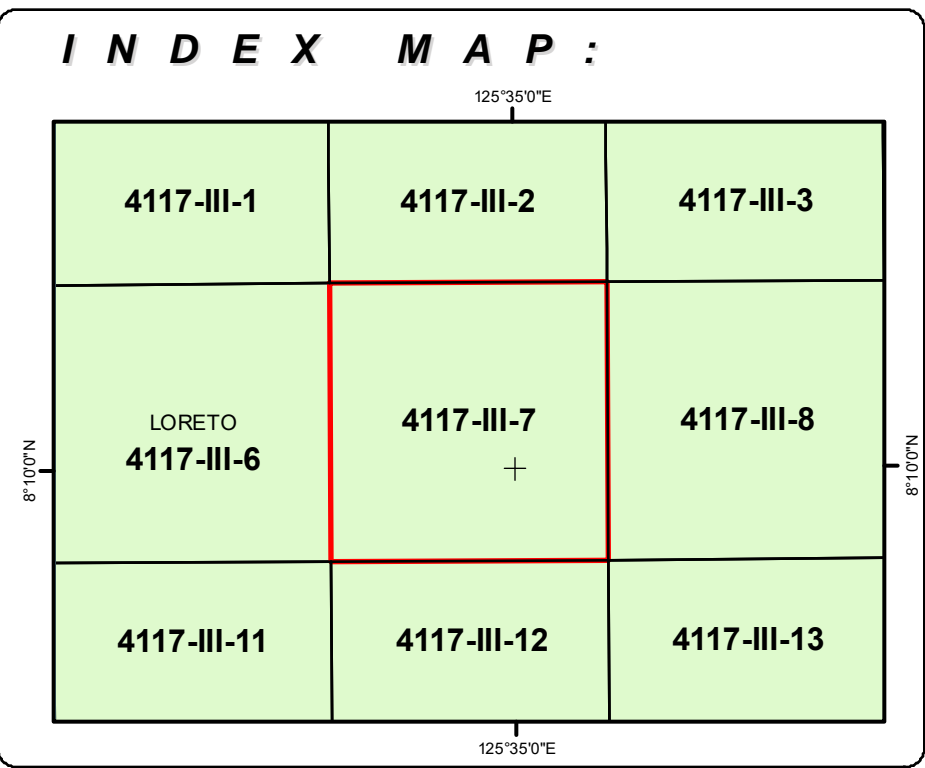 INDEX MAP:
125°35'0"E
4117-III-1
4117-III-2
4117-III-3
LORETO
4117-III-6
4117-III-7
4117-III-8
8°10'0"N
8°10'0"N
4117-III-11
4117-III-12
4117-III-13
125°35'0"E